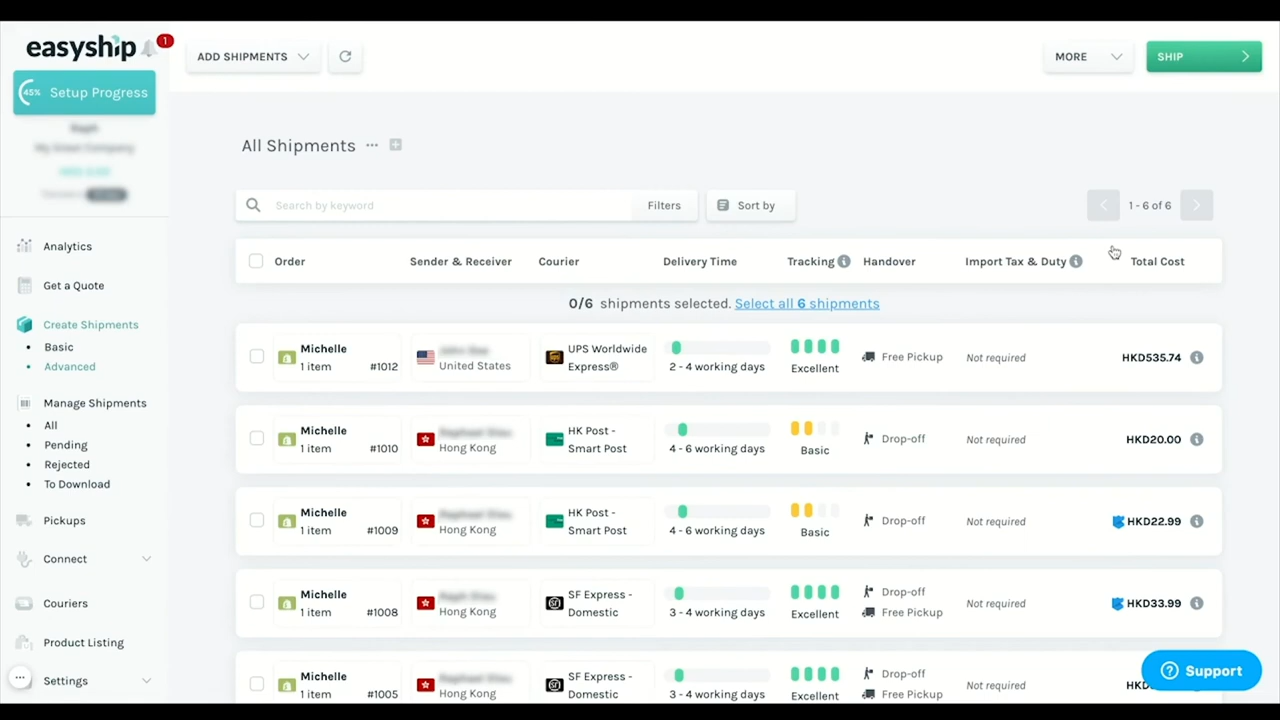 easyship
1
45% Setup Progress
Analytics
Get a Quote
Create Shipments
Basic
Advanced
Manage Shipments
All
Pending
Rejected
To Download
Pickups
Connect
Couriers
Product Listing
Settings
ADD SHIPMENTS
MORE
SHIP
All Shipments
Search by keyword
Filters
Sort by
1 - 6 of 6
Order Sender & Receiver Courier Delivery Time Tracking Handover Import Tax & Duty Total Cost
0/6 shipments selected. Select all 6 shipments
Michelle
1 item #1012
United States
UPS Worldwide
Express®
2 - 4 working days
Excellent
Free Pickup
Not required
HKD535.74
Michelle
1 item #1010
Hong Kong
HK Post -
Smart Post
4 - 6 working days
Basic
Drop-off
Not required
HKD20.00
Michelle
1 item #1009
Hong Kong
HK Post -
Smart Post
4 - 6 working days
Basic
Drop-off
Not required
HKD22.99
Michelle
1 item #1008
Hong Kong
SF Express -
Domestic
3 - 4 working days
Excellent
Drop-off
Free Pickup
Not required
HKD33.99
Michelle
1 item #1005
Hong Kong
SF Express -
Domestic
3 - 4 working days
Excellent
Drop-off
Free Pickup
Not required
Support